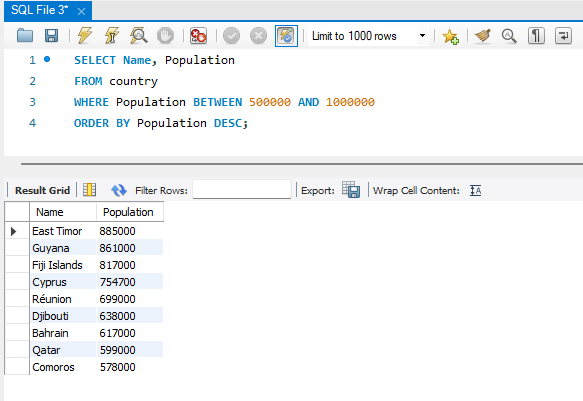 SQL File 3*
Limit to 1000 rows
1 SELECT Name, Population
2 FROM country
3 WHERE Population BETWEEN 500000 AND 1000000
4 ORDER BY Population DESC;
Result Grid Filter Rows: Export: Wrap Cell Content:
Name Population
East Timor 885000
Guyana 861000
Fiji Islands 817000
Cyprus 754700
Réunion 699000
Djibouti 638000
Bahrain 617000
Qatar 599000
Comoros 578000